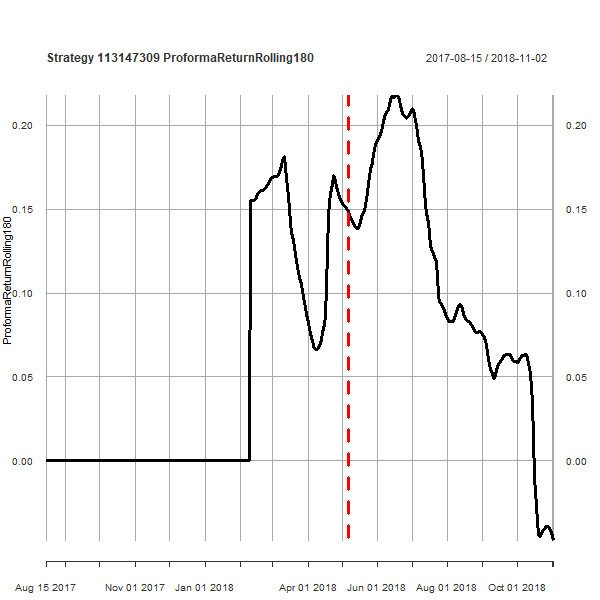 Strategy 113147309 ProformaReturnRolling180
2017-08-15 / 2018-11-02
ProformaReturnRolling180
0.20
0.15
0.10
0.05
0.00
0.20
0.15
0.10
0.05
0.00
Aug 15 2017
Nov 01 2017
Jan 01 2018
Apr 01 2018
Jun 01 2018
Aug 01 2018
Oct 01 2018